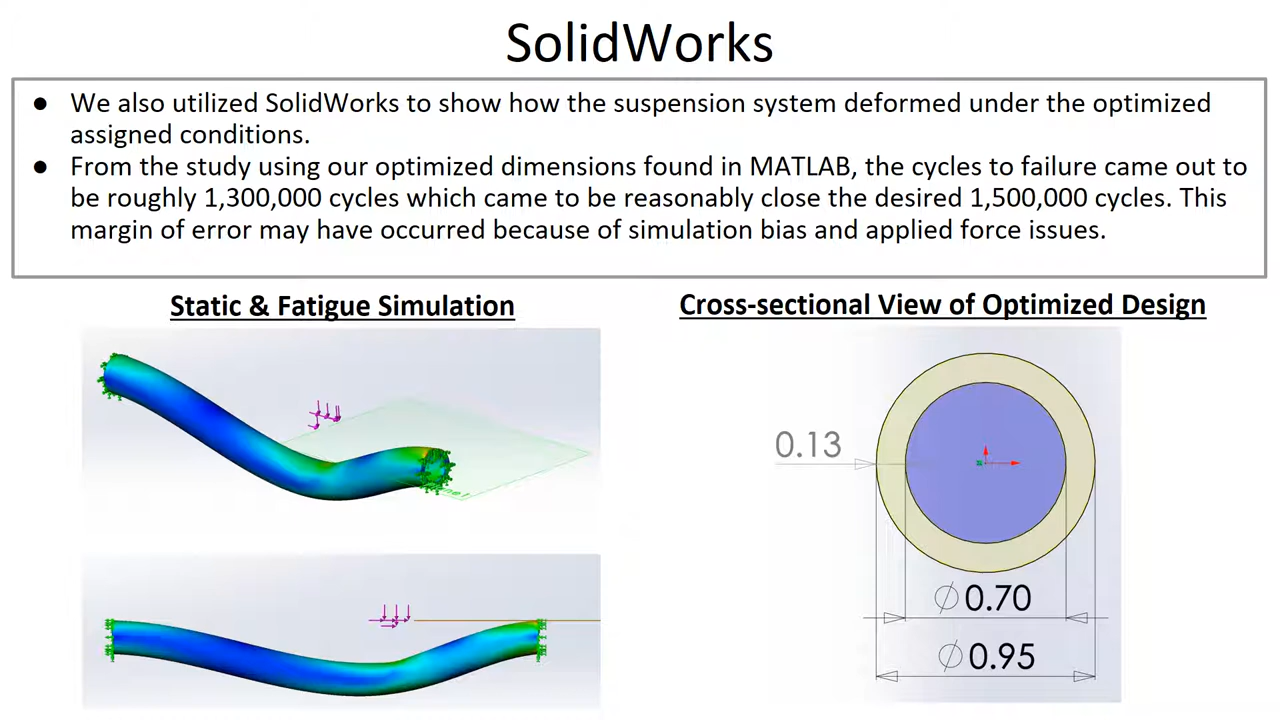 SolidWorks
● We also utilized SolidWorks to show how the suspension system deformed under the optimized
assigned conditions.
● From the study using our optimized dimensions found in MATLAB, the cycles to failure came out to
be roughly 1,300,000 cycles which came to be reasonably close the desired 1,500,000 cycles. This
margin of error may have occurred because of simulation bias and applied force issues.
Static & Fatigue Simulation
Cross-sectional View of Optimized Design
0.13
∅0.70
∅0.95